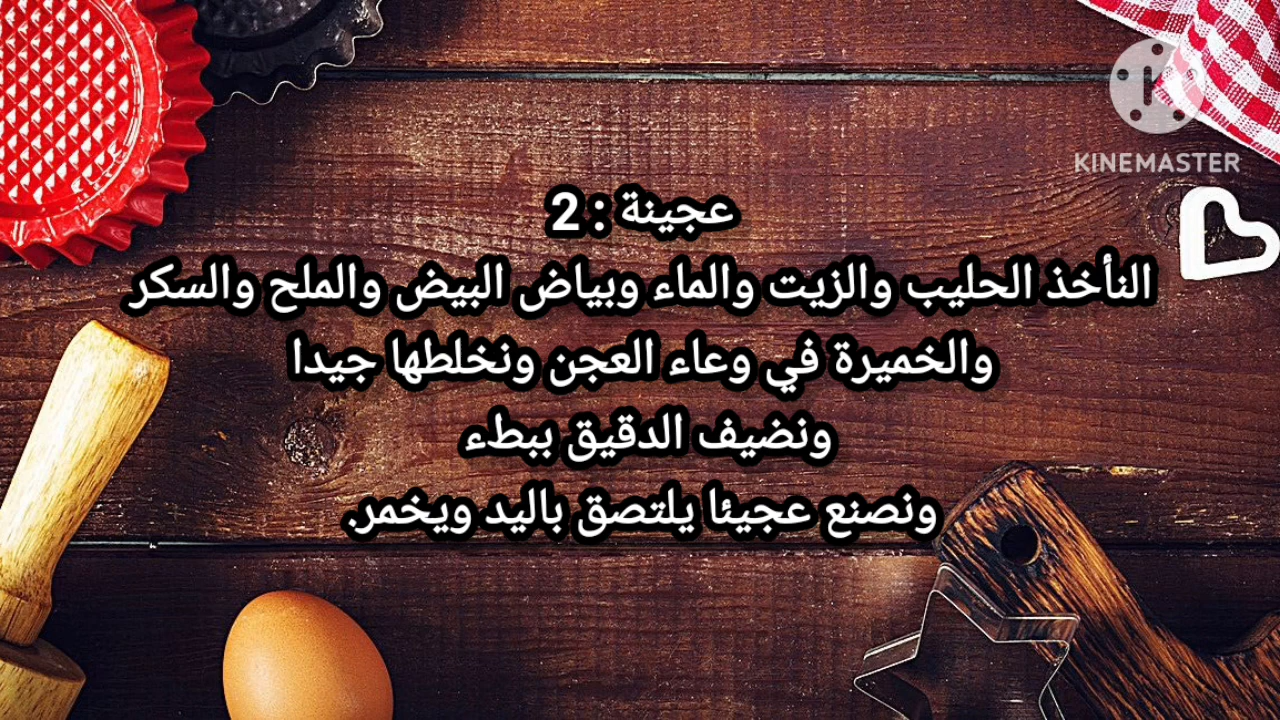 KINEMASTER
عجينة : 2
النأخذ الحليب والزيت والماء وبياض البيض والملح والسكر
والخميرة في وعاء العجن ونخلطها جيدا
ونضيف الدقيق ببطء
ونصنع عجيئا يلتصق باليد ويخمر.